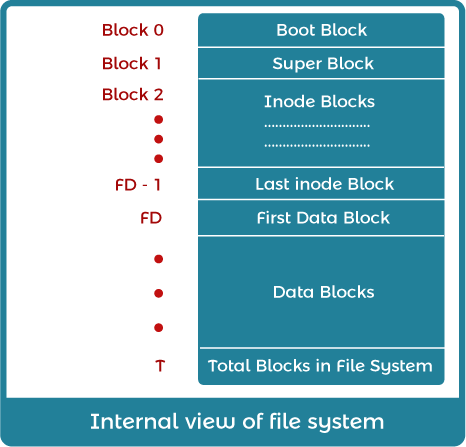 Block 0 Boot Block
Block 1 Super Block
Block 2 Inode Blocks
..............................
..............................
FD - 1 Last inode Block
FD First Data Block
Data Blocks
T Total Blocks in File System
Internal view of file system